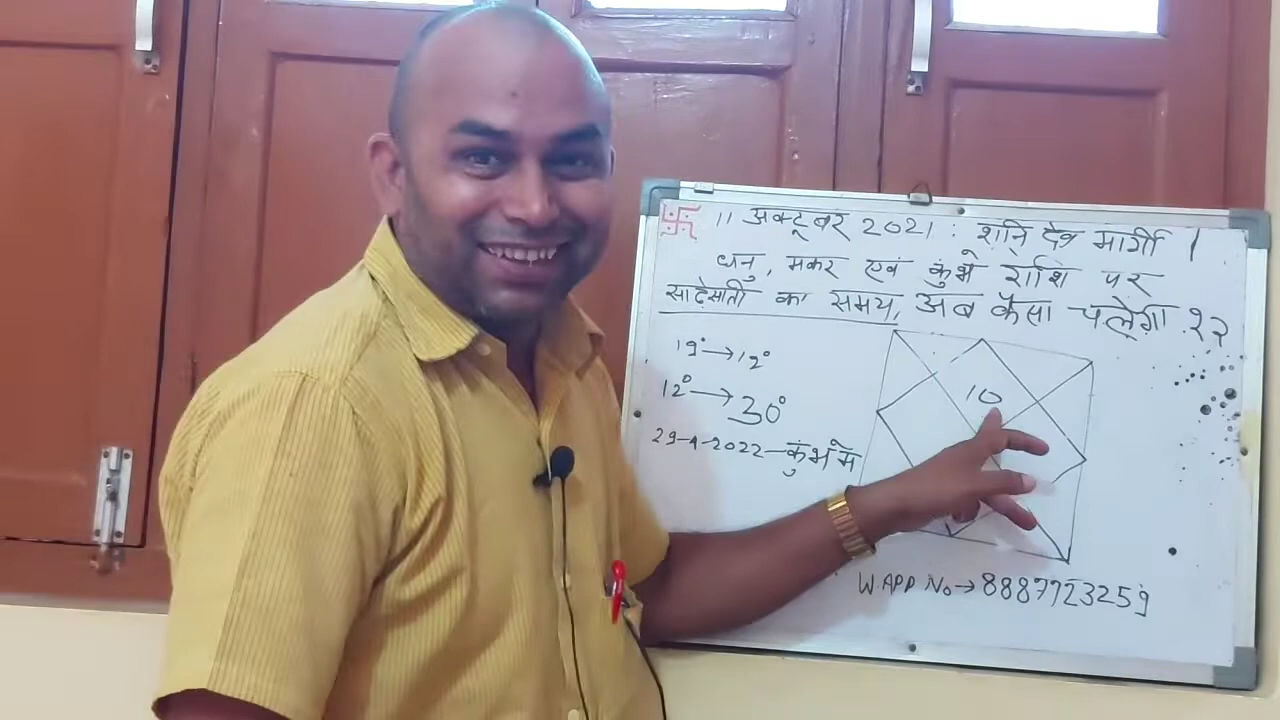 11 अक्टूबर 2021 : शनि देव मार्गी ।
धनु, मकर एवं कुंभ राशि पर
साढ़ेसाती का समय, अब कैसा चलेगा ??
19° → 12°
12° → 30°
29-4-2022 - कुंभ में
10
W.APP No → 8887723259